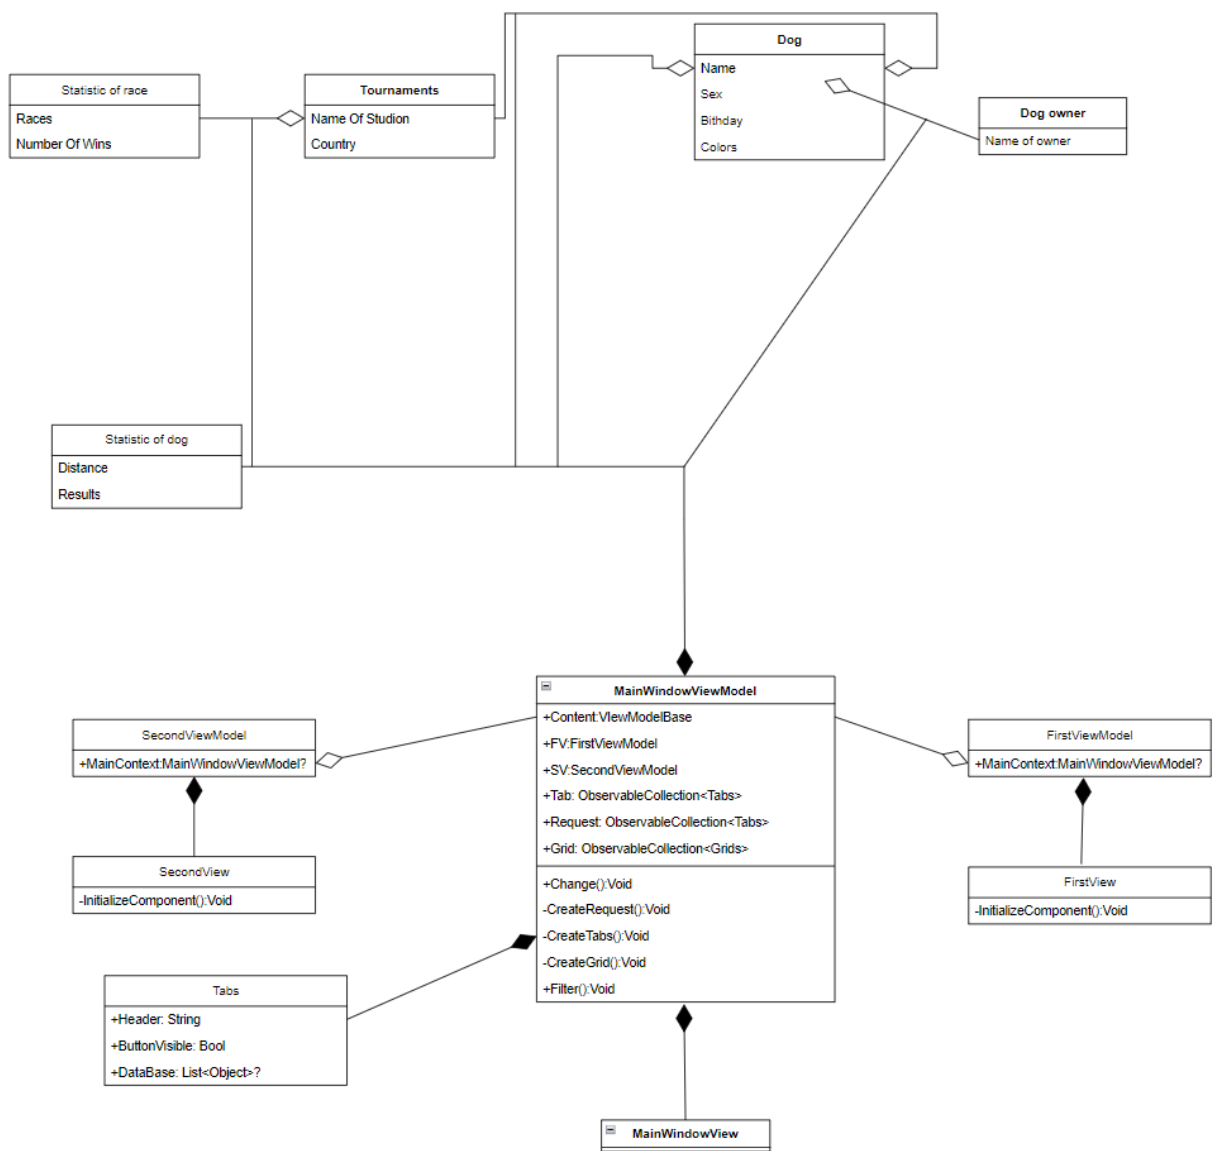 Dog
Name
Sex
Bithday
Colors
Statistic of race
Races
Number Of Wins
Tournaments
Name Of Studion
Country
Dog owner
Name of owner
Statistic of dog
Distance
Results
MainWindowViewModel
+Content:VIewModelBase
+FV:FirstViewModel
+SV:SecondViewModel
+Tab: ObservableCollection<Tabs>
+Request: ObservableCollection<Tabs>
+Grid: ObservableCollection<Grids>
+Change():Void
-CreateRequest():Void
-CreateTabs():Void
-CreateGrid():Void
+Filter():Void
SecondViewModel
+MainContext:MainWindowViewModel?
FirstViewModel
+MainContext:MainWindowViewModel?
SecondView
-InitializeComponent():Void
FirstView
-InitializeComponent():Void
Tabs
+Header: String
+ButtonVisible: Bool
+DataBase: List<Object>?
MainWindowView